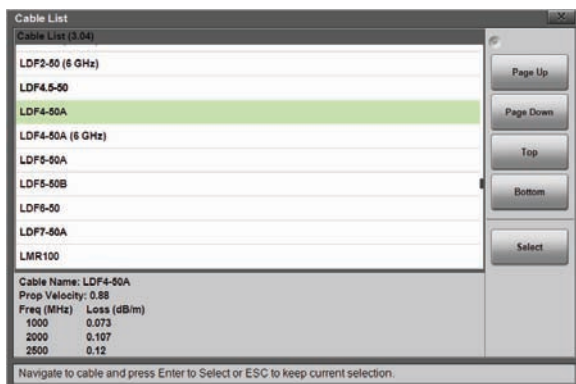 Cable List
Cable List (3.04)
LDF2-50 (6 GHz)
LDF4.5-50
LDF4-50A
LDF4-50A (6 GHz)
LDF5-50A
LDF5-50B
LDF6-50
LDF7-50A
LMR100
Page Up
Page Down
Top
Bottom
Select
Cable Name: LDF4-50A
Prop Velocity: 0.88
Freq (MHz) Loss (dB/m)
1000 0.073
2000 0.107
2500 0.12
Navigate to cable and press Enter to Select or ESC to keep current selection.